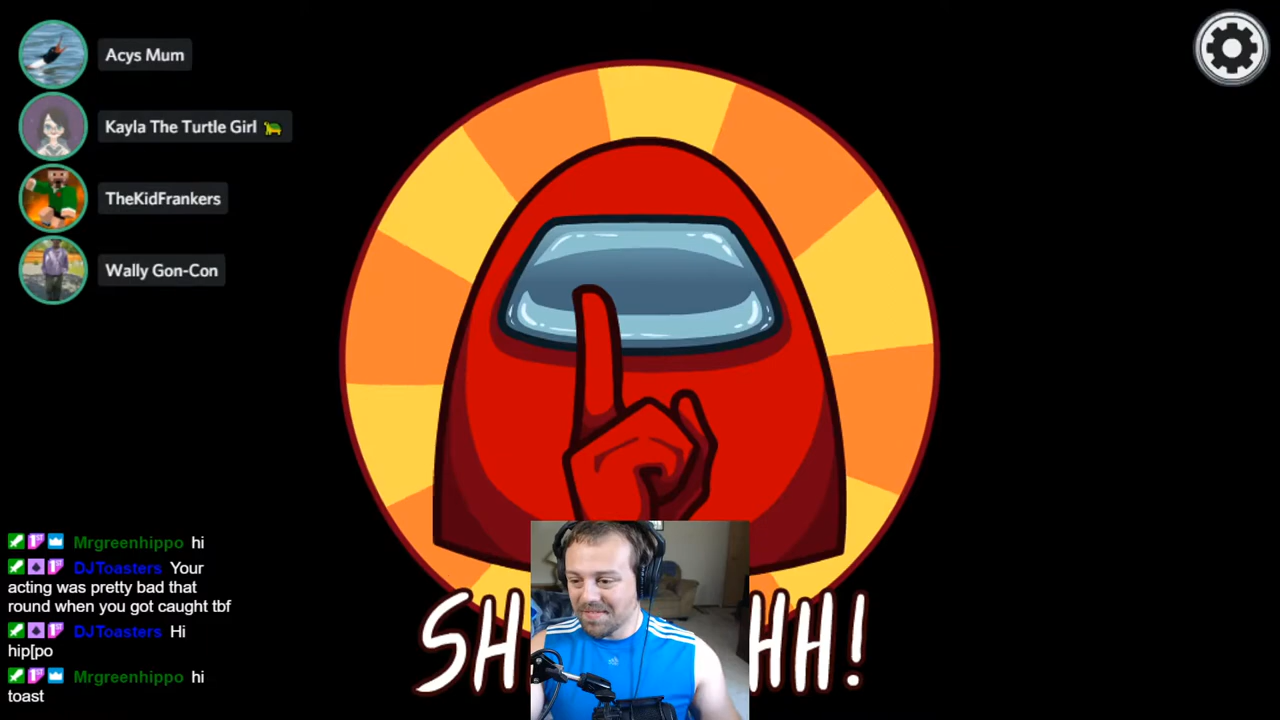 Acys Mum
Kayla The Turtle Girl 🐢
TheKidFrankers
Wally Gon-Con
Mrgreenhippo hi
DJToasters Your
acting was pretty bad that
round when you got caught tbf
DJToasters Hi
hip[po
Mrgreenhippo hi
toast
SH HH!